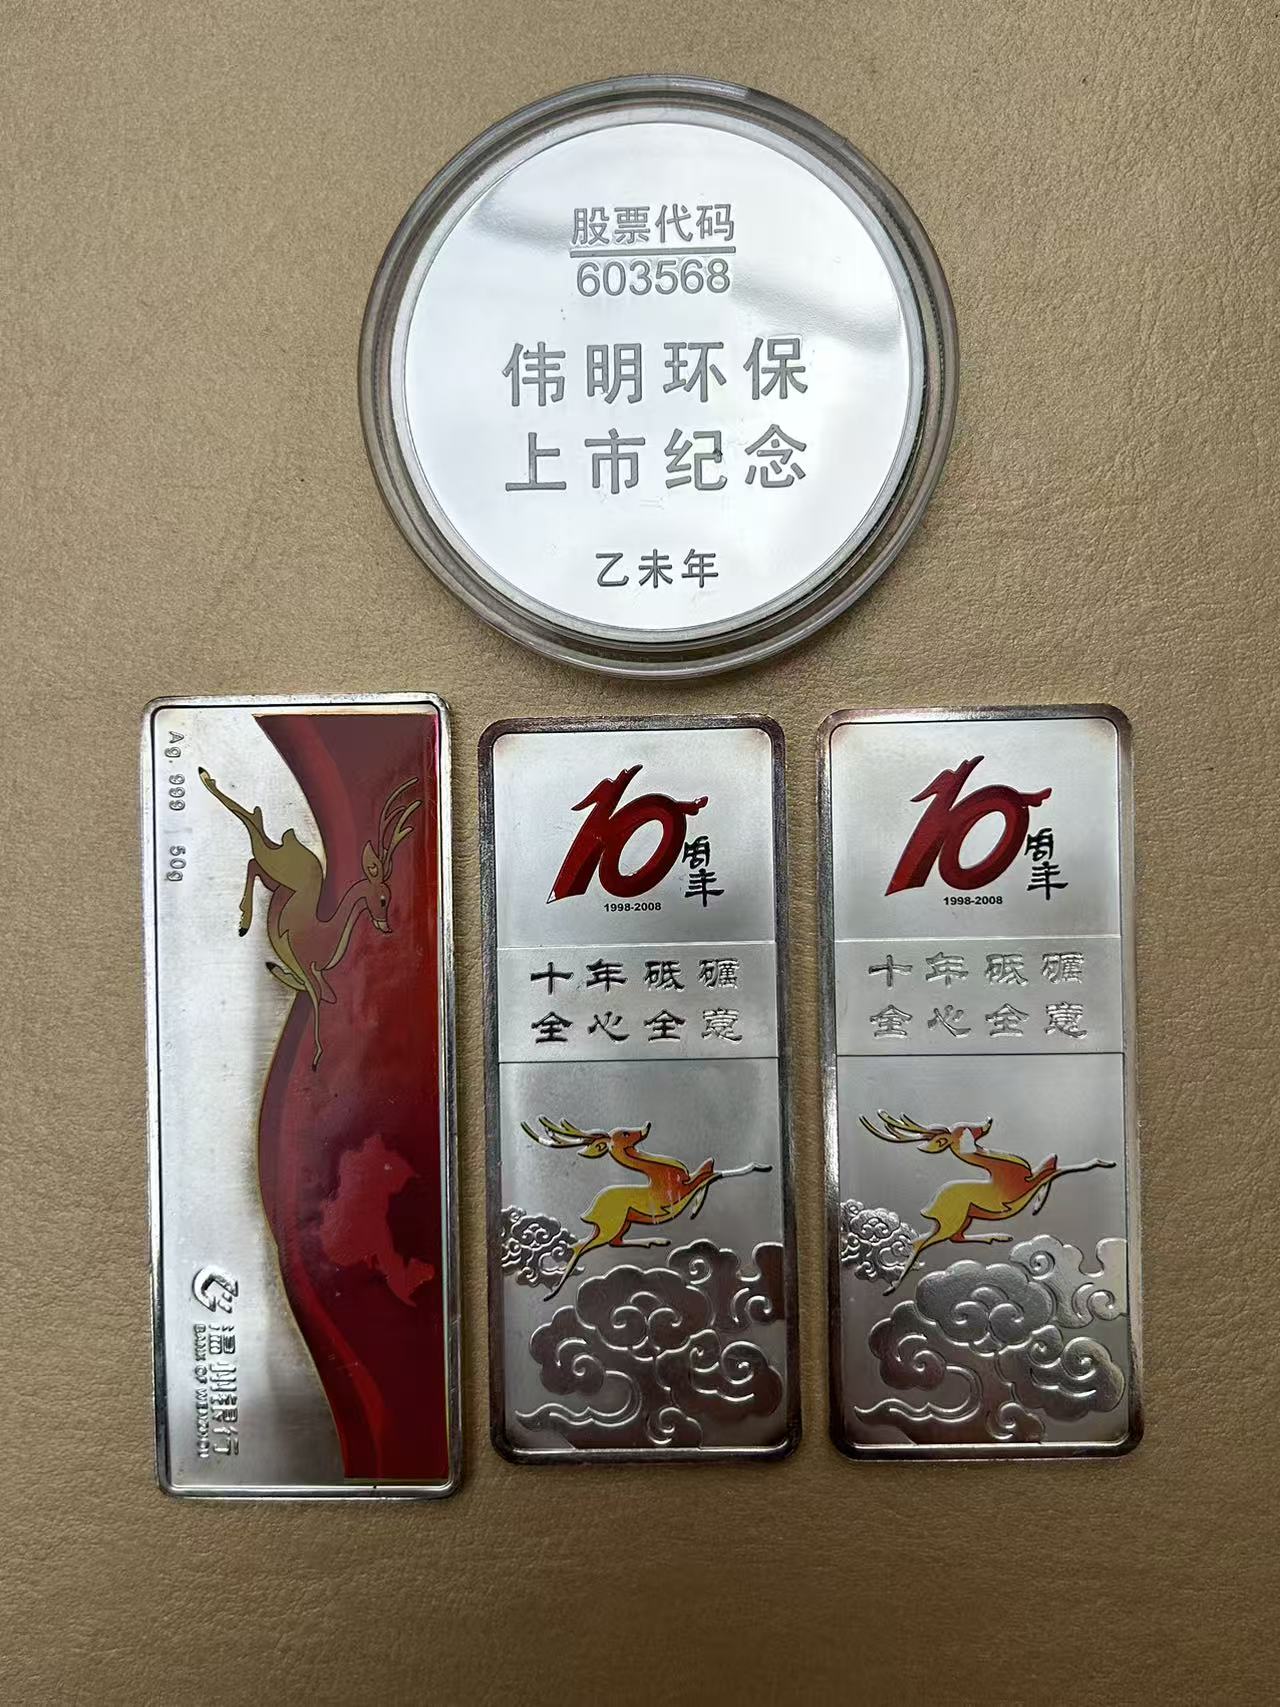 股票代码
603568
伟明环保
上市纪念
乙未年
Ag 999 50g
温州银行
BANK OF WENZHOU
10周年
1998-2008
十年砥砺
全心全意
10周年
1998-2008
十年砥砺
全心全意